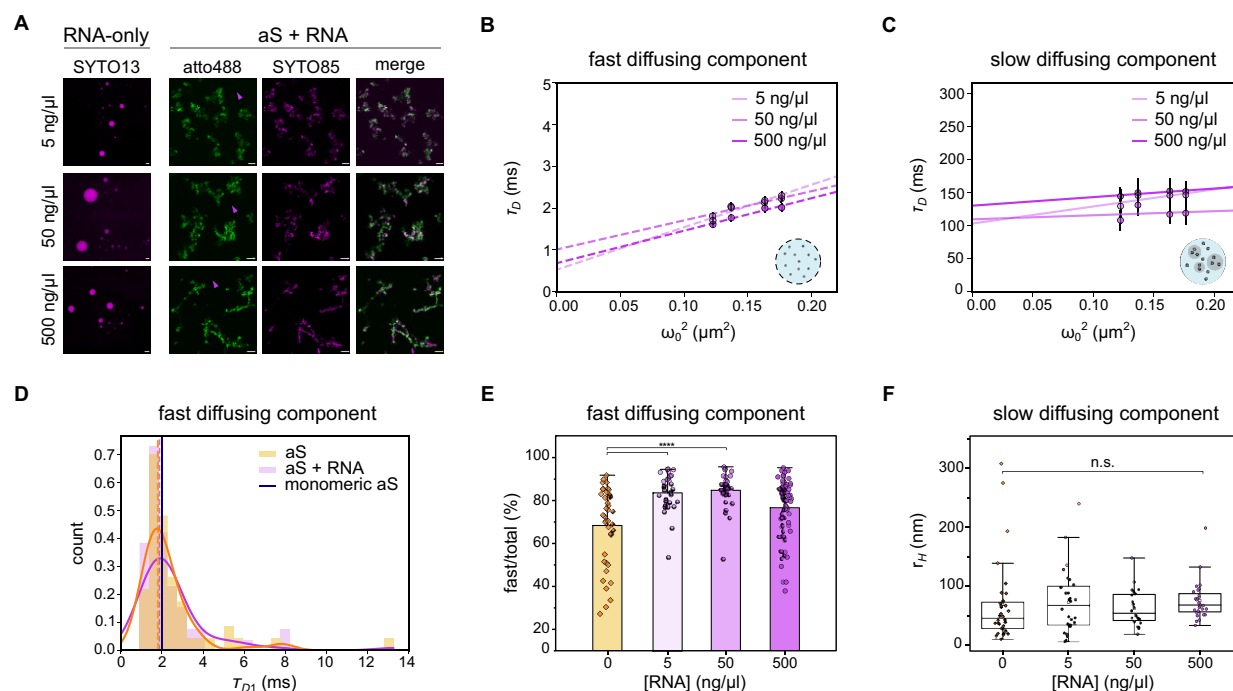 A
RNA-only
aS + RNA
SYTO13
atto488
SYTO85
merge
5 ng/µl
50 ng/µl
500 ng/µl
B
fast diffusing component
5 ng/µl
50 ng/µl
500 ng/µl
τD (ms)
5
4
3
2
1
0
0.00
0.05
0.10
0.15
0.20
ω₀² (µm²)
C
slow diffusing component
5 ng/µl
50 ng/µl
500 ng/µl
τD (ms)
300
250
200
150
100
50
0
0.00
0.05
0.10
0.15
0.20
ω₀² (µm²)
D
fast diffusing component
aS
aS + RNA
monomeric aS
count
0.7
0.6
0.5
0.4
0.3
0.2
0.1
0.0
0
2
4
6
8
10
12
14
τD1 (ms)
E
fast diffusing component
****
fast/total (%)
100
80
60
40
20
0
0
5
50
500
[RNA] (ng/µl)
F
slow diffusing component
n.s.
rH (nm)
300
200
100
0
0
5
50
500
[RNA] (ng/µl)